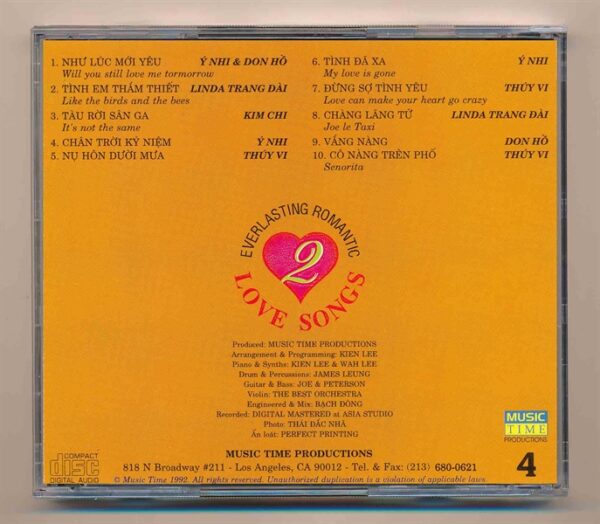 1. NHƯ LÚC MỚI YÊU Ý NHI & DON HỒ
Will you still love me tormorrow
2. TÌNH EM THẮM THIẾT LINDA TRANG ĐÀI
Like the birds and the bees
3. TÀU RỜI SÂN GA KIM CHI
It's not the same
4. CHÂN TRỜI KỶ NIỆM Ý NHI
5. NỤ HÔN DƯỜI MƯA THÚY VI
6. TÌNH ĐÁ XA Ý NHI
My love is gone
7. ĐỪNG SỢ TÌNH YÊU THÚY VI
Love can make your heart go crazy
8. CHÀNG LÃNG TỬ LINDA TRANG ĐÀI
Joe le Taxi
9. VẮNG NÀNG DON HỒ
10. CÔ NÀNG TRÊN PHỐ THÚY VI
Senorita
EVERLASTING ROMANTIC
2
LOVE SONGS
Produced: MUSIC TIME PRODUCTIONS
Arrangement & Programming: KIEN LEE
Piano & Synths: KIEN LEE & WAH LEE
Drum & Percussions: JAMES LEUNG
Guitar & Bass: JOE & PETERSON
Violin: THE BEST ORCHESTRA
Engineered & Mix: BẠCH ĐÔNG
Recorded: DIGITAL MASTERED at ASIA STUDIO
Photo: THÁI ĐẮC NHÃ
Ấn loát: PERFECT PRINTING
COMPACT
disc
DIGITAL AUDIO
MUSIC TIME PRODUCTIONS
818 N Broadway #211 - Los Angeles, CA 90012 - Tel. & Fax: (213) 680-0621
© Music Time 1992. All rights reserved. Unauthorized duplication is a violation of applicable laws.
MUSIC
TIME
PRODUCTIONS
4